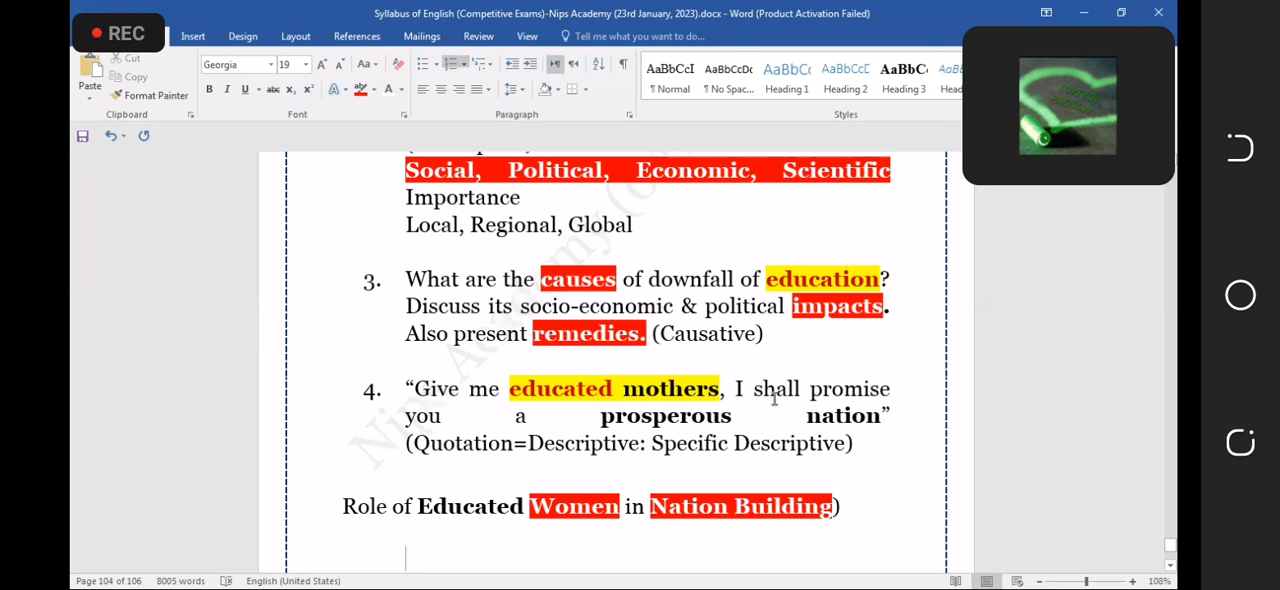 Syllabus of English (Competitive Exams)-Nips Academy (23rd January, 2023).docx - Word (Product Activation Failed)
REC
Insert Design Layout References Mailings Review View Tell me what you want to do...
Cut
Copy
Format Painter
Paste
Clipboard
Georgia 19
Font
Paragraph
AaBbCcI AaBbCcDc AaBbC AaBbCcC AaBbC
¶ Normal ¶ No Spac... Heading 1 Heading 2 Heading 3 Hea
Styles
Social, Political, Economic, Scientific
Importance
Local, Regional, Global
3. What are the causes of downfall of education?
Discuss its socio-economic & political impacts.
Also present remedies. (Causative)
4. “Give me educated mothers, I shall promise
you a prosperous nation”
(Quotation=Descriptive: Specific Descriptive)
Role of Educated Women in Nation Building)
Page 104 of 106 8005 words English (United States) 108%